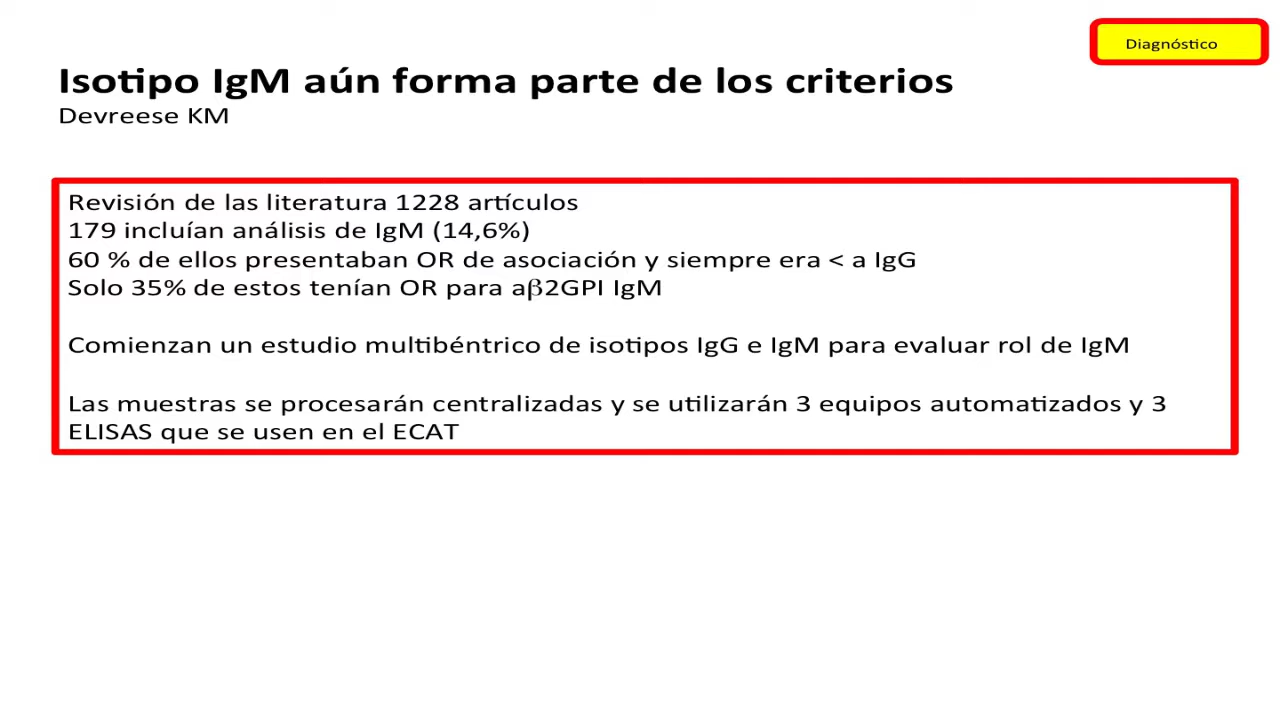 Diagnóstico
Isotipo IgM aún forma parte de los criterios
Devreese KM
Revisión de las literatura 1228 artículos
179 incluían análisis de IgM (14,6%)
60 % de ellos presentaban OR de asociación y siempre era < a IgG
Solo 35% de estos tenían OR para aβ2GPI IgM
Comienzan un estudio multibéntrico de isotipos IgG e IgM para evaluar rol de IgM
Las muestras se procesarán centralizadas y se utilizarán 3 equipos automatizados y 3
ELISAS que se usen en el ECAT